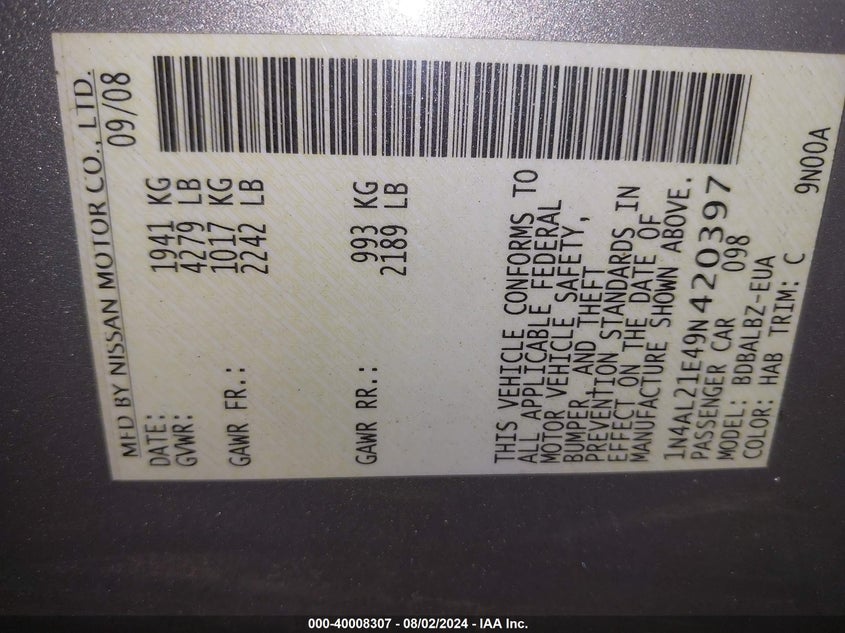 MFD BY NISSAN MOTOR CO., LTD.
DATE: 09/08
GVWR: 1941 KG
4279 LB
GAWR FR.: 1017 KG
2242 LB
GAWR RR.: 993 KG
2189 LB
THIS VEHICLE CONFORMS TO
ALL APPLICABLE FEDERAL
MOTOR VEHICLE SAFETY,
BUMPER, AND THEFT
PREVENTION STANDARDS IN
EFFECT ON THE DATE OF
MANUFACTURE SHOWN ABOVE.
1N4AL21E49N420397
PASSENGER CAR 098
MODEL: BDBALBZ-EUA
COLOR: HAB TRIM: C 9N00A
000-40008307 - 08/02/2024 - IAA Inc.